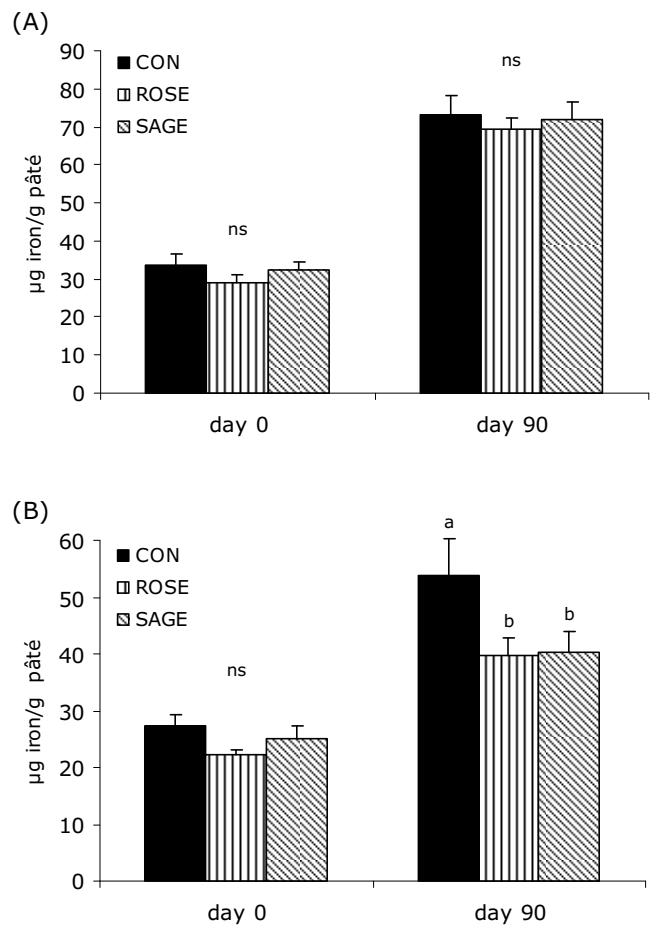 (A)
90
80
70
60
50
40
30
20
10
0
µg iron/g pâté
CON
ROSE
SAGE
ns
ns
day 0
day 90
(B)
60
50
40
30
20
10
0
µg iron/g pâté
CON
ROSE
SAGE
ns
a
b
b
day 0
day 90